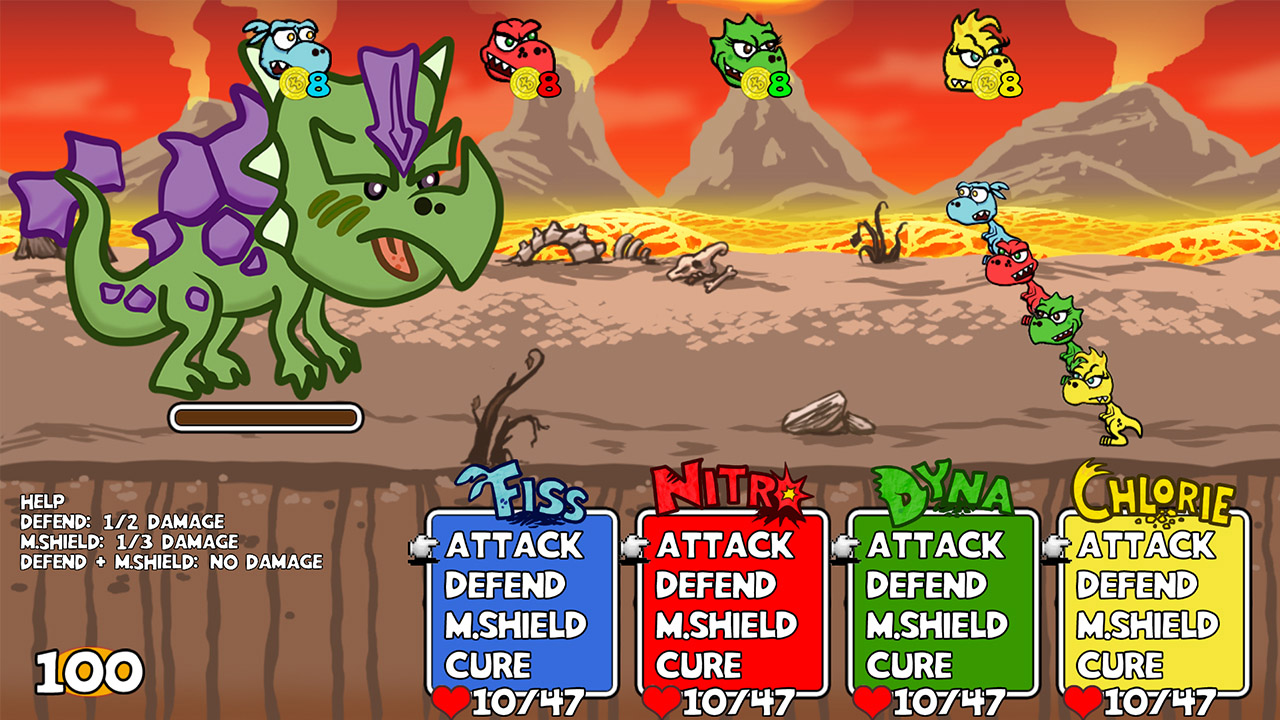 8 8 8 8
HELP
DEFEND: 1/2 DAMAGE
M.SHIELD: 1/3 DAMAGE
DEFEND + M.SHIELD: NO DAMAGE
100
FISS
ATTACK
DEFEND
M.SHIELD
CURE
10/47
NITRO
ATTACK
DEFEND
M.SHIELD
CURE
10/47
DYNA
ATTACK
DEFEND
M.SHIELD
CURE
10/47
CHLORIE
ATTACK
DEFEND
M.SHIELD
CURE
10/47